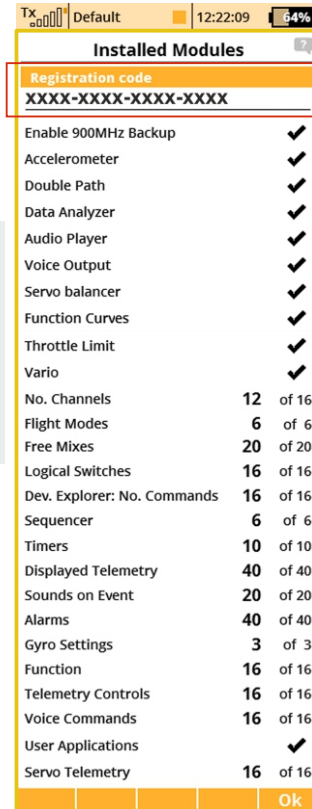 Tx Default 12:22:09 64%
Installed Modules ?
Registration code
XXXX-XXXX-XXXX-XXXX
Enable 900MHz Backup ✔
Accelerometer ✔
Double Path ✔
Data Analyzer ✔
Audio Player ✔
Voice Output ✔
Servo balancer ✔
Function Curves ✔
Throttle Limit ✔
Vario ✔
No. Channels 12 of 16
Flight Modes 6 of 6
Free Mixes 20 of 20
Logical Switches 16 of 16
Dev. Explorer: No. Commands 16 of 16
Sequencer 6 of 6
Timers 10 of 10
Displayed Telemetry 40 of 40
Sounds on Event 20 of 20
Alarms 40 of 40
Gyro Settings 3 of 3
Function 16 of 16
Telemetry Controls 16 of 16
Voice Commands 16 of 16
User Applications ✔
Servo Telemetry 16 of 16
Ok